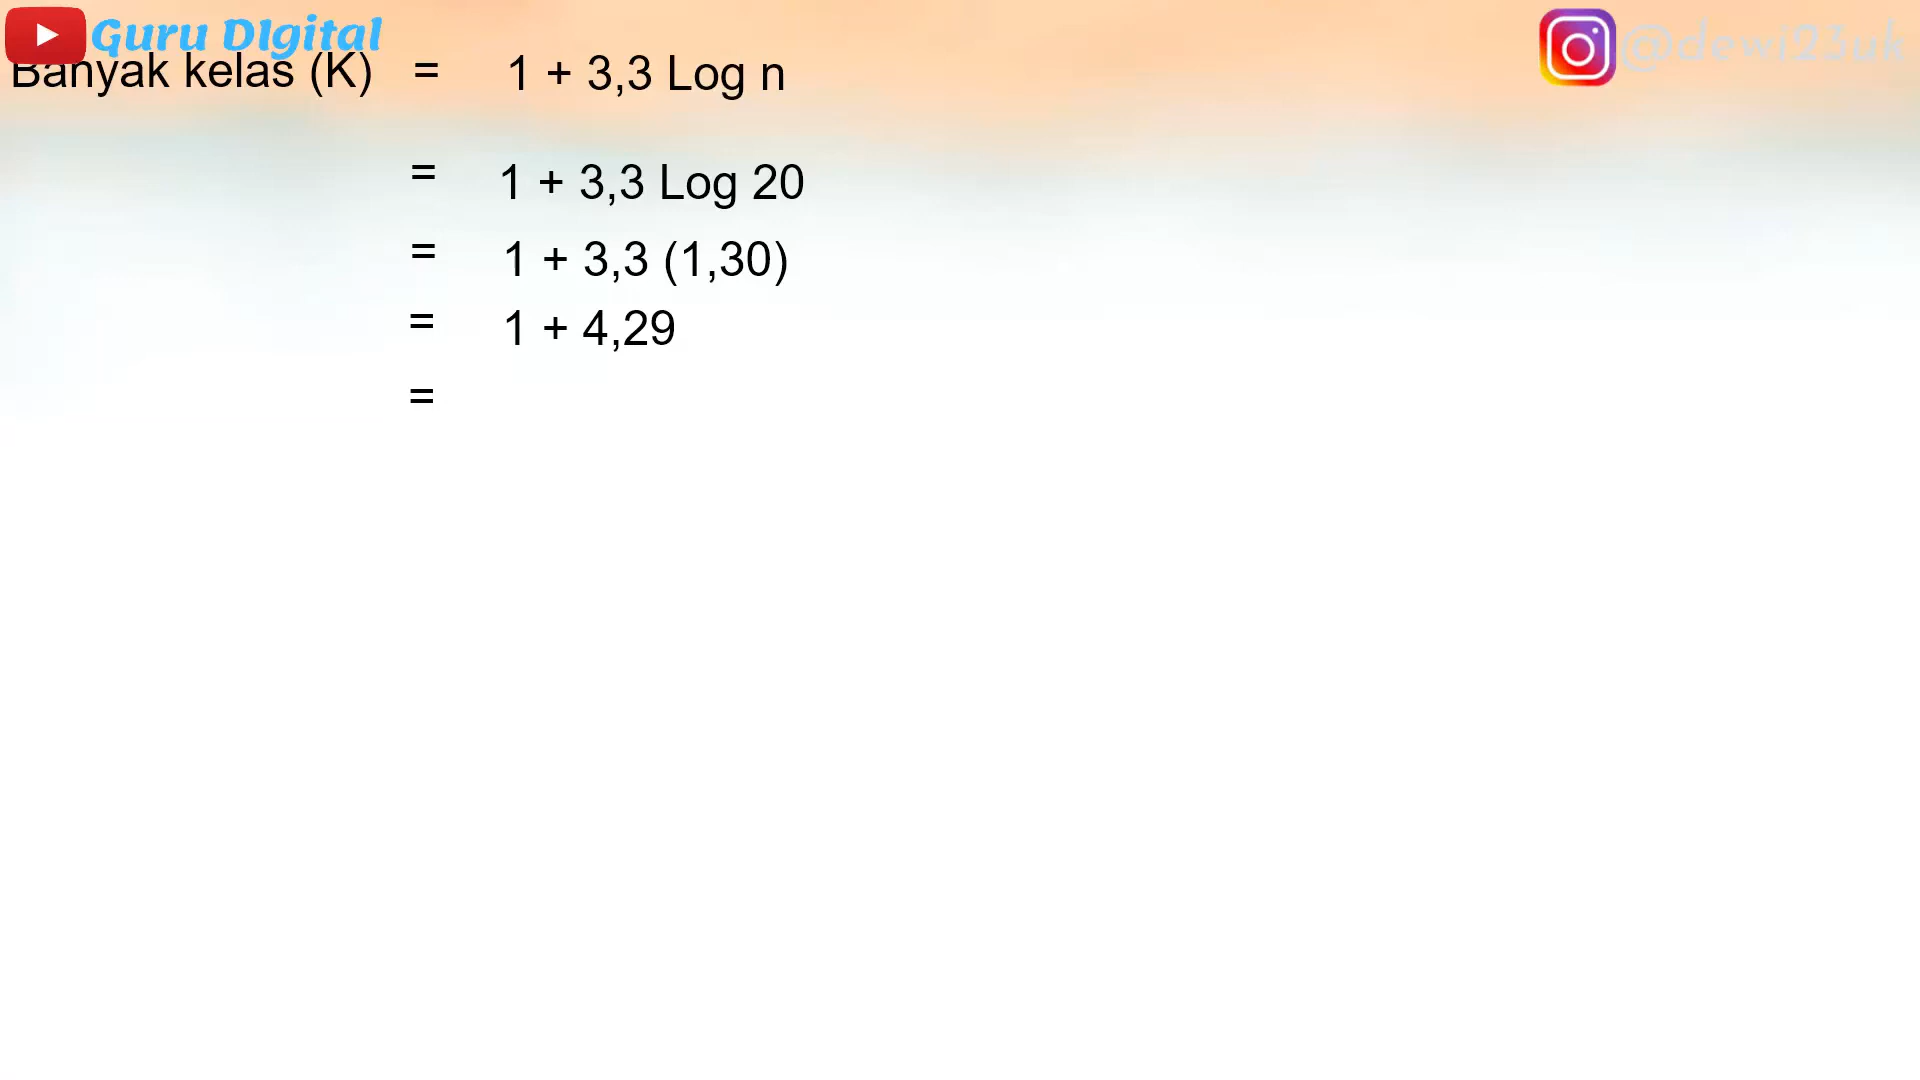 Guru DIgital
@dewi23uk
Banyak kelas (K) = 1 + 3,3 Log n
= 1 + 3,3 Log 20
= 1 + 3,3 (1,30)
= 1 + 4,29
=